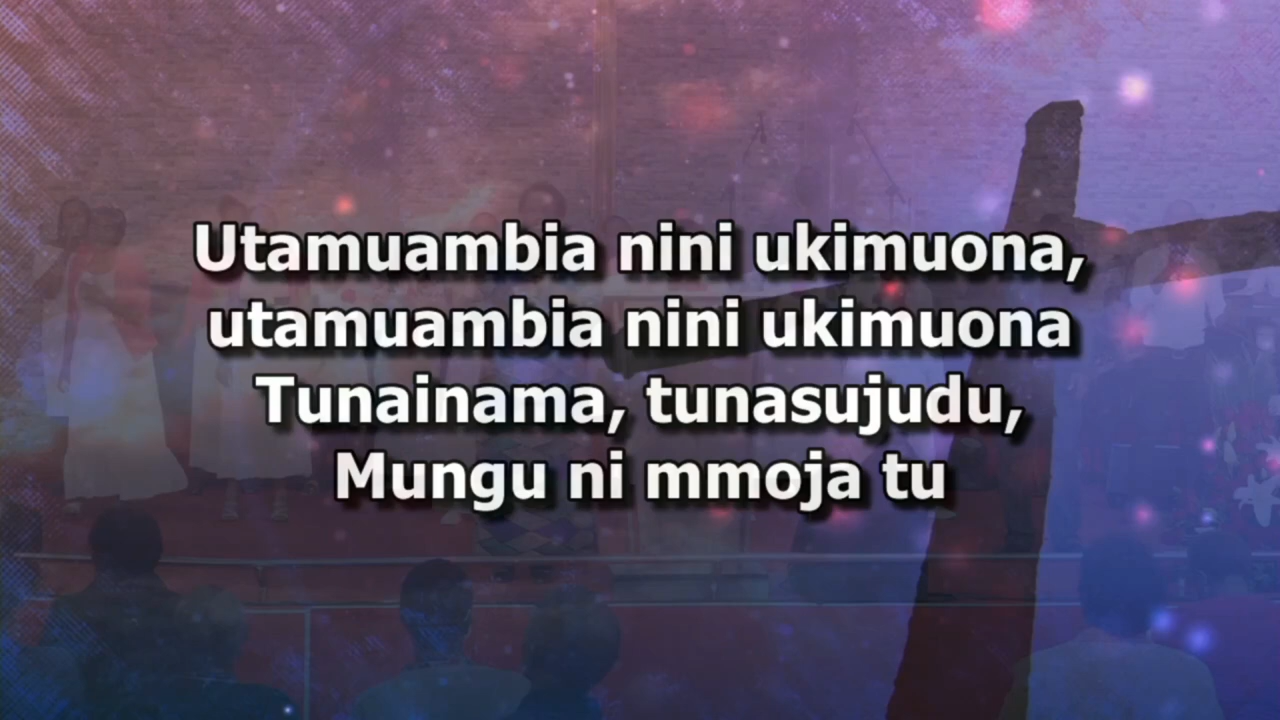 Utamuambia nini ukimuona,
utamuambia nini ukimuona
Tunainama, tunasujudu,
Mungu ni mmoja tu